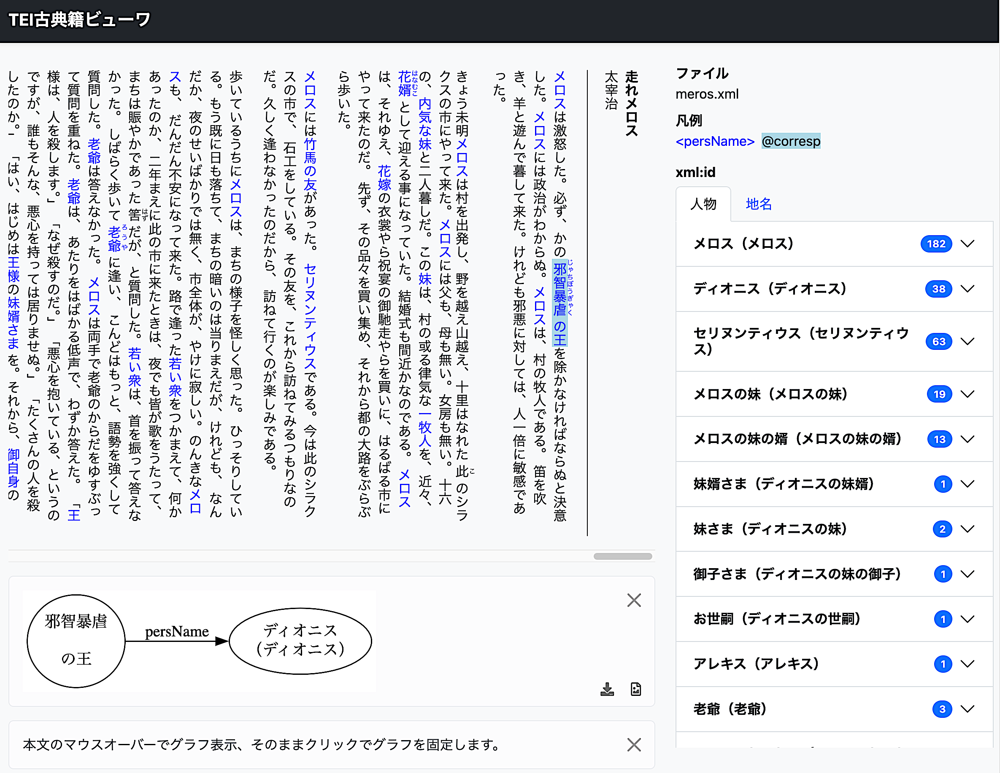 TEI古典籍ビューワ
走れメロス
太宰治
メロスは激怒した。必ず、かの邪智暴虐じゃちぼうぎゃくの王を除かなければならぬと決意
した。メロスには政治がわからぬ。メロスは、村の牧人である。笛を吹
き、羊と遊んで暮して来た。けれども邪悪に対しては、人一倍に敏感であ
った。
きょう未明メロスは村を出発し、野を越え山越え、十里はなれた此このシラ
クスの市にやって来た。メロスには父も、母も無い。女房も無い。十六
の、内気な妹と二人暮しだ。この妹は、村の或る律気な一牧人を、近々、
花婿はなむことして迎える事になっていた。結婚式も間近かなのである。メロス
は、それゆえ、花嫁の衣裳やら祝宴の御馳走やらを買いに、はるばる市に
やって来たのだ。先ず、その品々を買い集め、それから都の大路をぶらぶ
ら歩いた。
メロスには竹馬の友があった。セリヌンティウスである。今は此のシラク
スの市で、石工をしている。その友を、これから訪ねてみるつもりなの
だ。久しく逢わなかったのだから、訪ねて行くのが楽しみである。
歩いているうちにメロスは、まちの様子を怪しく思った。ひっそりしてい
る。もう既に日も落ちて、まちの暗いのは当りまえだが、けれども、なん
だか、夜のせいばかりでは無く、市全体が、やけに寂しい。のんきなメロ
スも、だんだん不安になって来た。路で逢った若い衆をつかまえて、何か
あったのか、二年まえに此の市に来たときは、夜でも皆が歌をうたって、
まちは賑やかであった筈はずだが、と質問した。若い衆は、首を振って答えな
かった。しばらく歩いて老爺ろうやに逢い、こんどはもっと、語勢を強くして
質問した。老爺は答えなかった。メロスは両手で老爺のからだをゆすぶっ
て質問を重ねた。老爺は、あたりをはばかる低声で、わずか答えた。「王
様は、人を殺します。」「なぜ殺すのだ。」「悪心を抱いている、というの
ですが、誰もそんな、悪心を持っては居りませぬ。」「たくさんの人を殺
したのか。–「はい、はじめは王様の妹婿さまを。それから、御自身の
邪智暴虐
の王
persName
ディオニス
（ディオニス）
本文のマウスオーバーでグラフ表示、そのままクリックでグラフを固定します。
ファイル
meros.xml
凡例
<persName> @corresp
xml:id
人物 地名
メロス（メロス） 182
ディオニス（ディオニス） 38
セリヌンティウス（セリヌンティウ
ス） 63
メロスの妹（メロスの妹） 19
メロスの妹の婿（メロスの妹の婿） 13
妹婿さま（ディオニスの妹婿） 1
妹さま（ディオニスの妹） 2
御子さま（ディオニスの妹の御子） 1
お世嗣（ディオニスの世嗣） 1
アレキス（アレキス） 1
老爺（老爺） 3